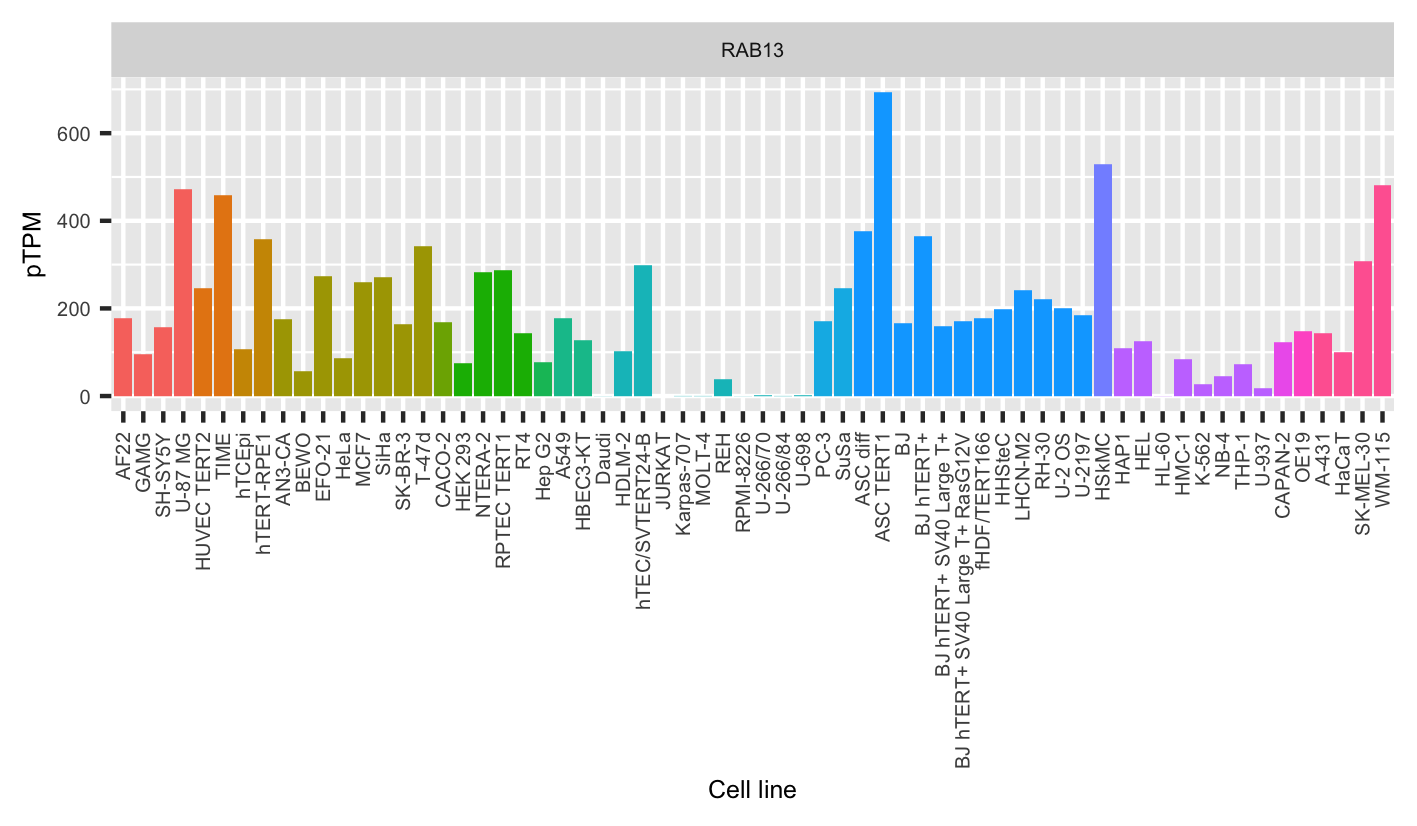 RAB13
pTPM
600
400
200
0
AF22
GAMG
SH-SY5Y
U-87 MG
HUVEC TERT2
TIME
hTCEpi
hTERT-RPE1
AN3-CA
BEWO
EFO-21
HeLa
MCF7
SiHa
SK-BR-3
T-47d
CACO-2
HEK 293
NTERA-2
RPTEC TERT1
RT4
Hep G2
A549
HBEC3-KT
Daudi
HDLM-2
hTEC/SVTERT24-B
JURKAT
Karpas-707
MOLT-4
REH
RPMI-8226
U-266/70
U-266/84
U-698
PC-3
SuSa
ASC diff
ASC TERT1
BJ
BJ hTERT+
BJ hTERT+ SV40 Large T+
BJ hTERT+ SV40 Large T+ RasG12V
fHDF/TERT166
HHSteC
LHCN-M2
RH-30
U-2 OS
U-2197
HSkMC
HAP1
HEL
HL-60
HMC-1
K-562
NB-4
THP-1
U-937
CAPAN-2
OE19
A-431
HaCaT
SK-MEL-30
WM-115
Cell line